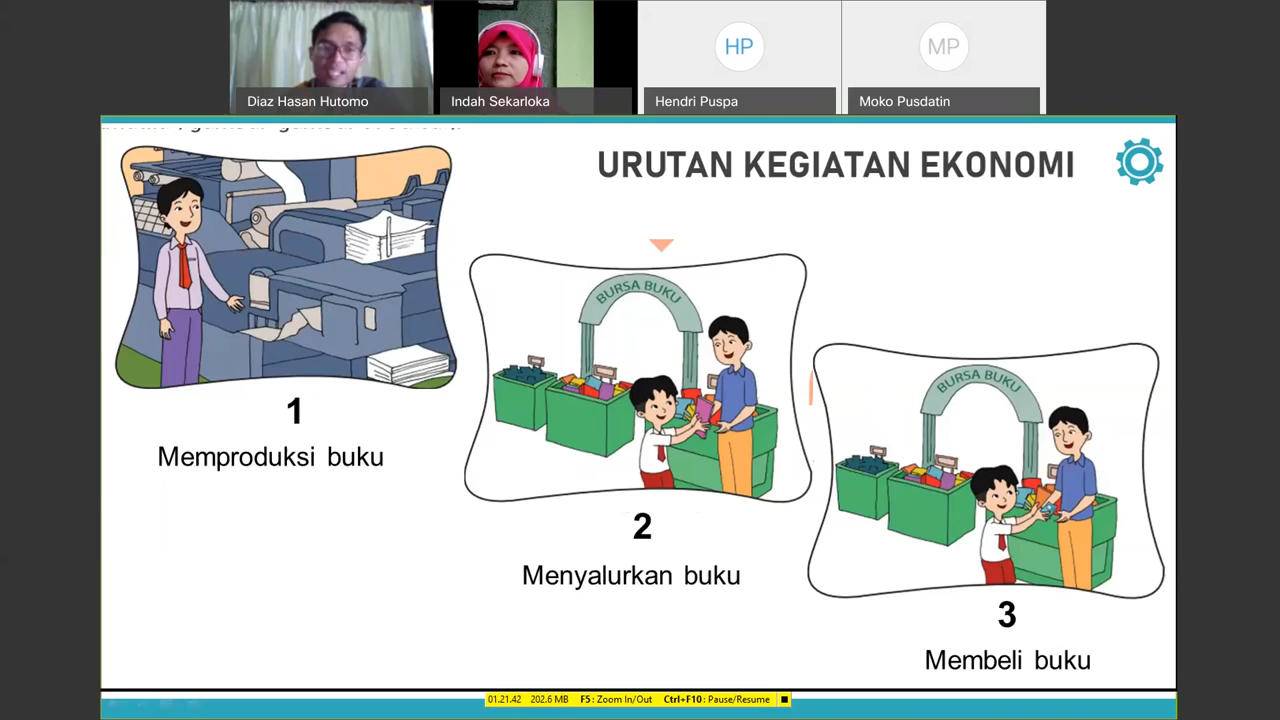 Diaz Hasan Hutomo
Indah Sekarloka
HP
Hendri Puspa
MP
Moko Pusdatin
URUTAN KEGIATAN EKONOMI
1
Memproduksi buku
BURSA BUKU
2
Menyalurkan buku
BURSA BUKU
3
Membeli buku
01.21.42 202.6 MB F5: Zoom In/Out Ctrl+F10: Pause/Resume